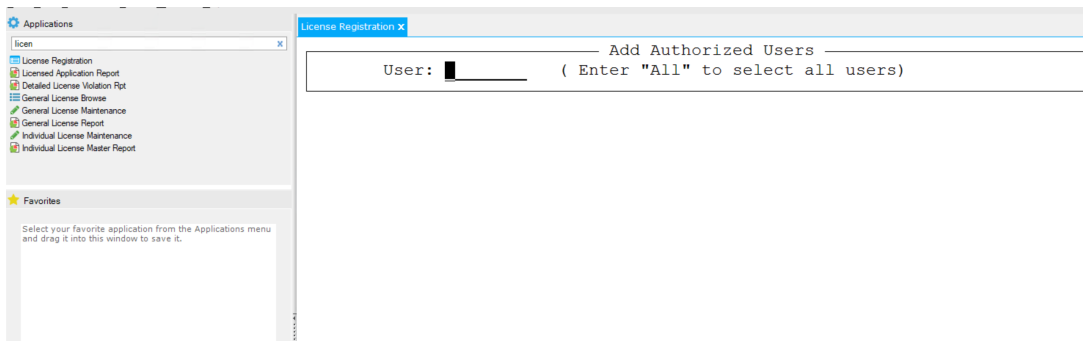 Applications
licen x
License Registration
Licensed Application Report
Detailed License Violation Rpt
General License Browse
General License Maintenance
General License Report
Individual License Maintenance
Individual License Master Report
Favorites
Select your favorite application from the Applications menu
and drag it into this window to save it.
License Registration x
Add Authorized Users
User: ( Enter "All" to select all users)